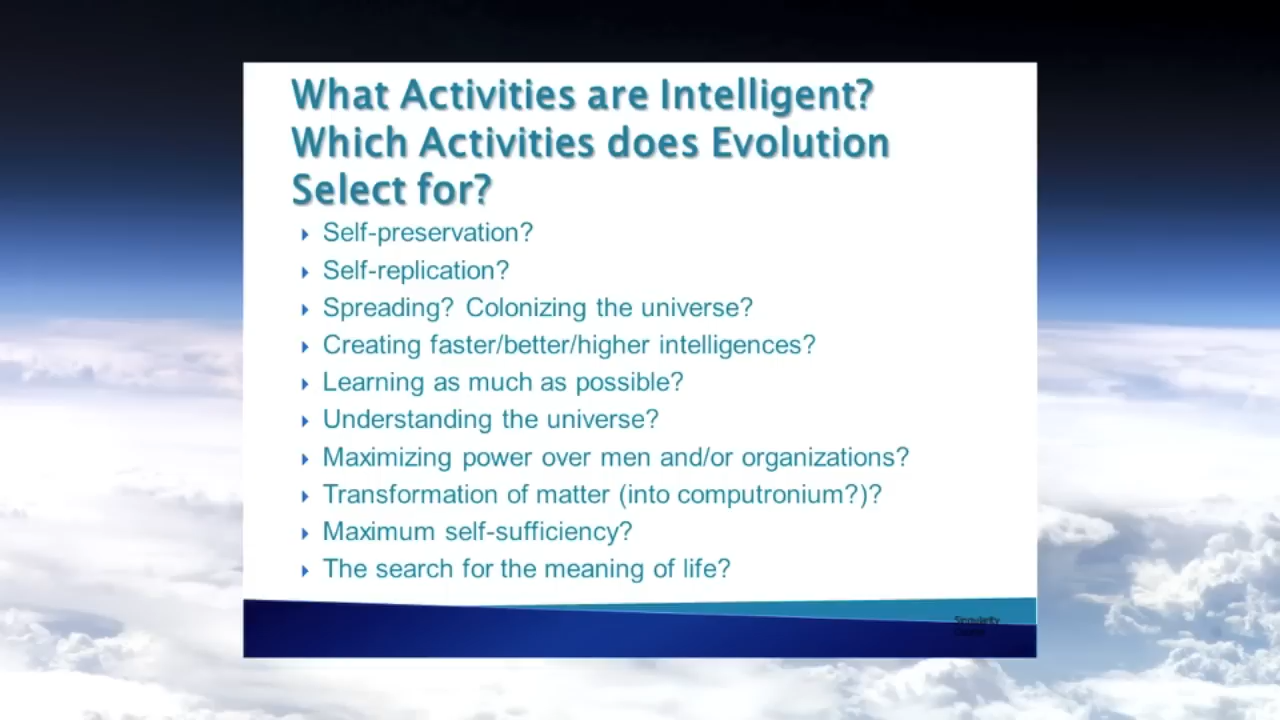 What Activities are Intelligent?
Which Activities does Evolution
Select for?
Self-preservation?
Self-replication?
Spreading? Colonizing the universe?
Creating faster/better/higher intelligences?
Learning as much as possible?
Understanding the universe?
Maximizing power over men and/or organizations?
Transformation of matter (into computronium?)?
Maximum self-sufficiency?
The search for the meaning of life?
Singularity